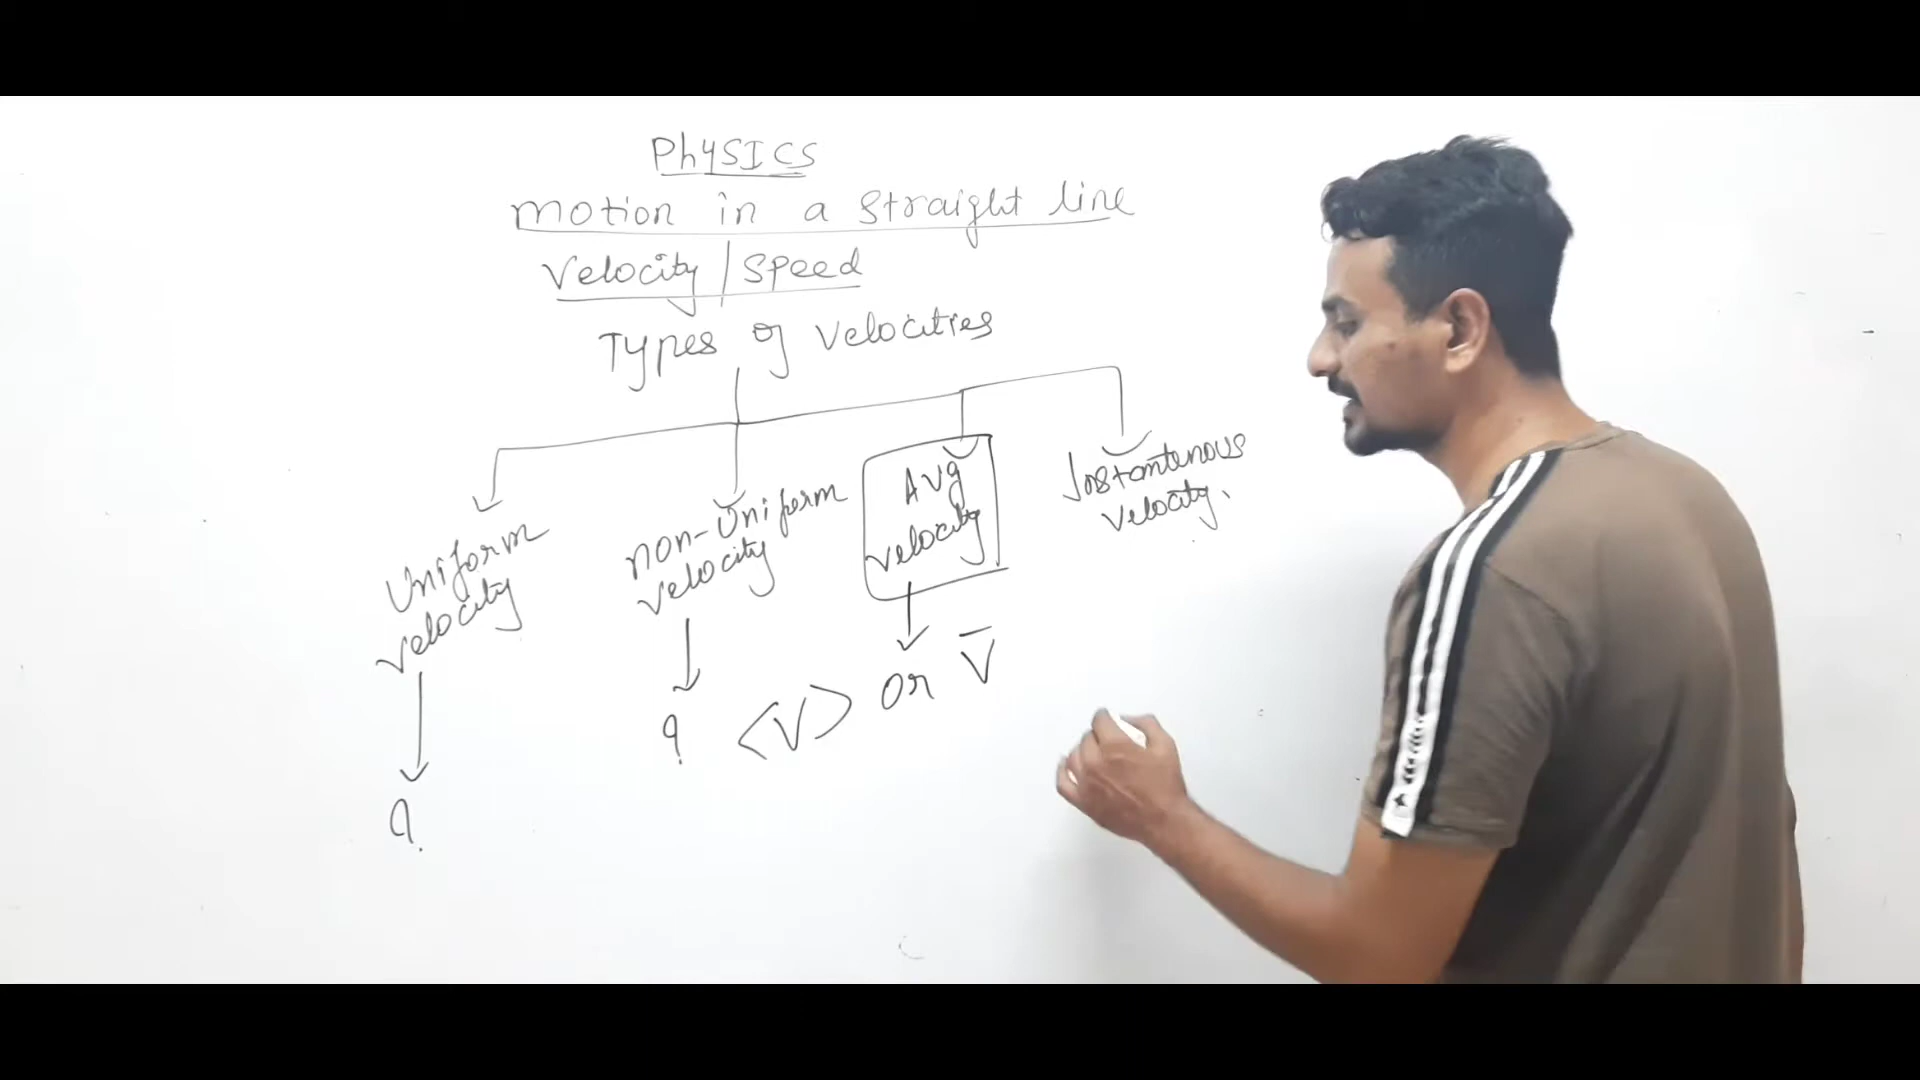 PhYSICS
motion in a straight line
Velocity / speed
Types of velocities
Uniform
velocity
?
non-Uniform
velocity
?
Avg
velocity
<V> or V̅
Instantenous
velocity.